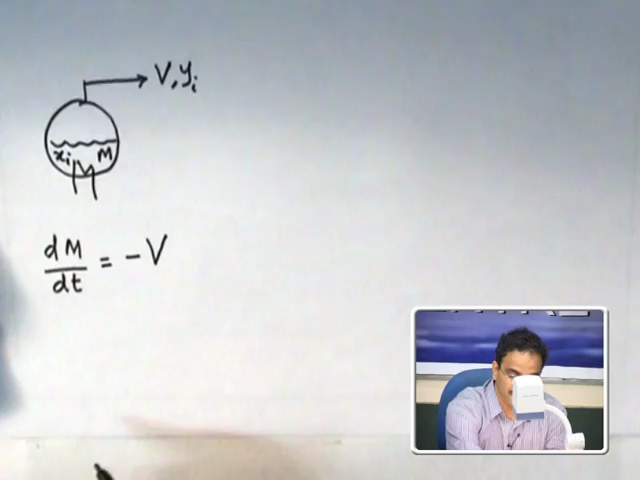 V, yi
xi M
dM/dt = -V